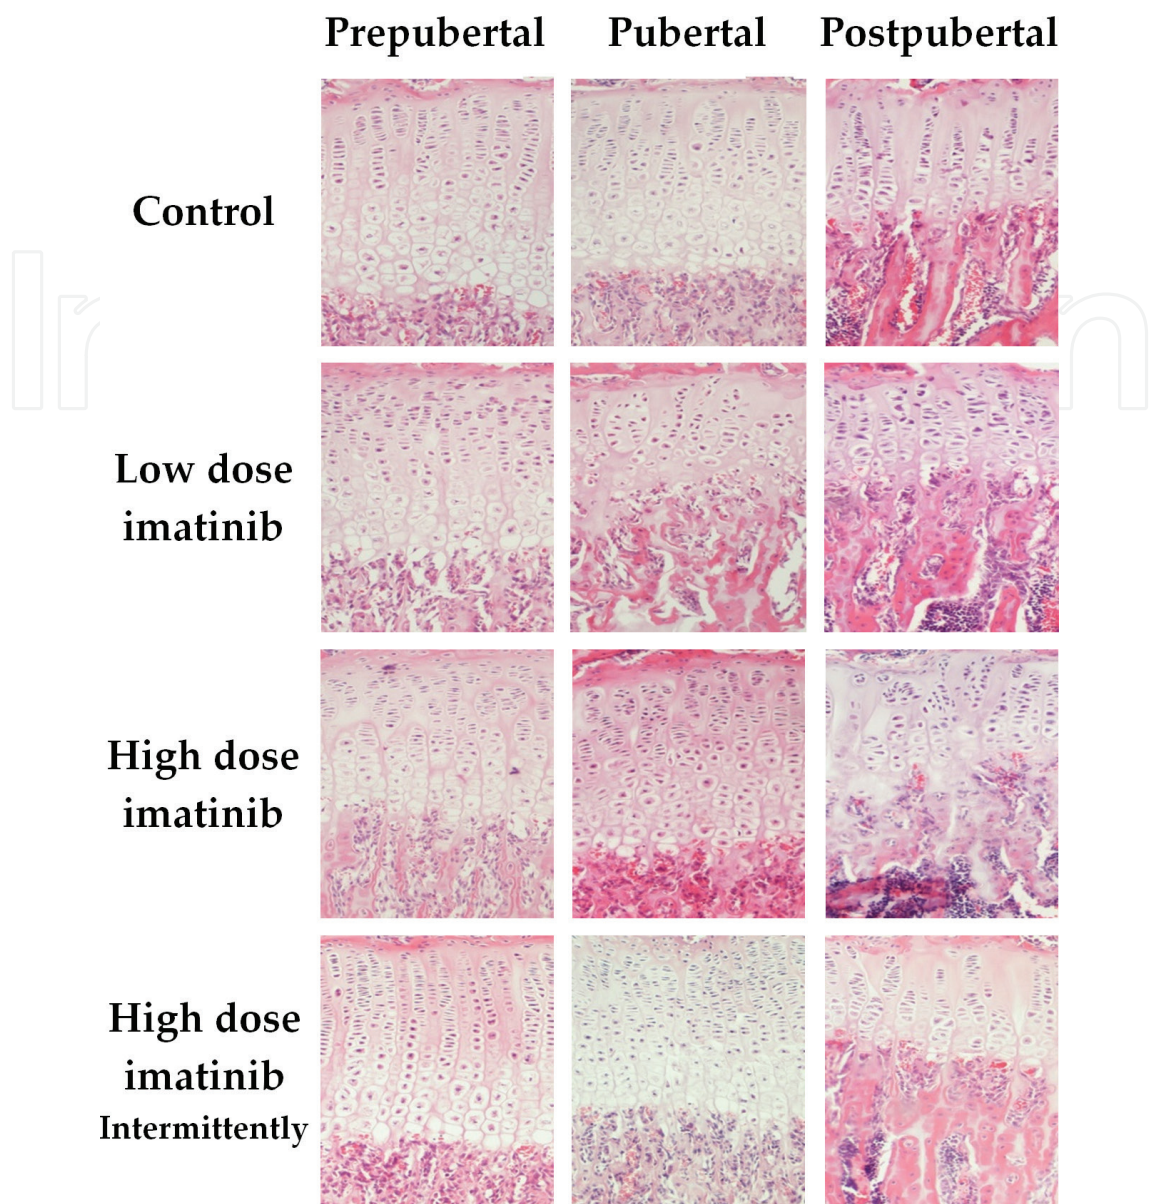 Prepubertal Pubertal Postpubertal
Control
Low dose
imatinib
High dose
imatinib
High dose
imatinib
Intermittently